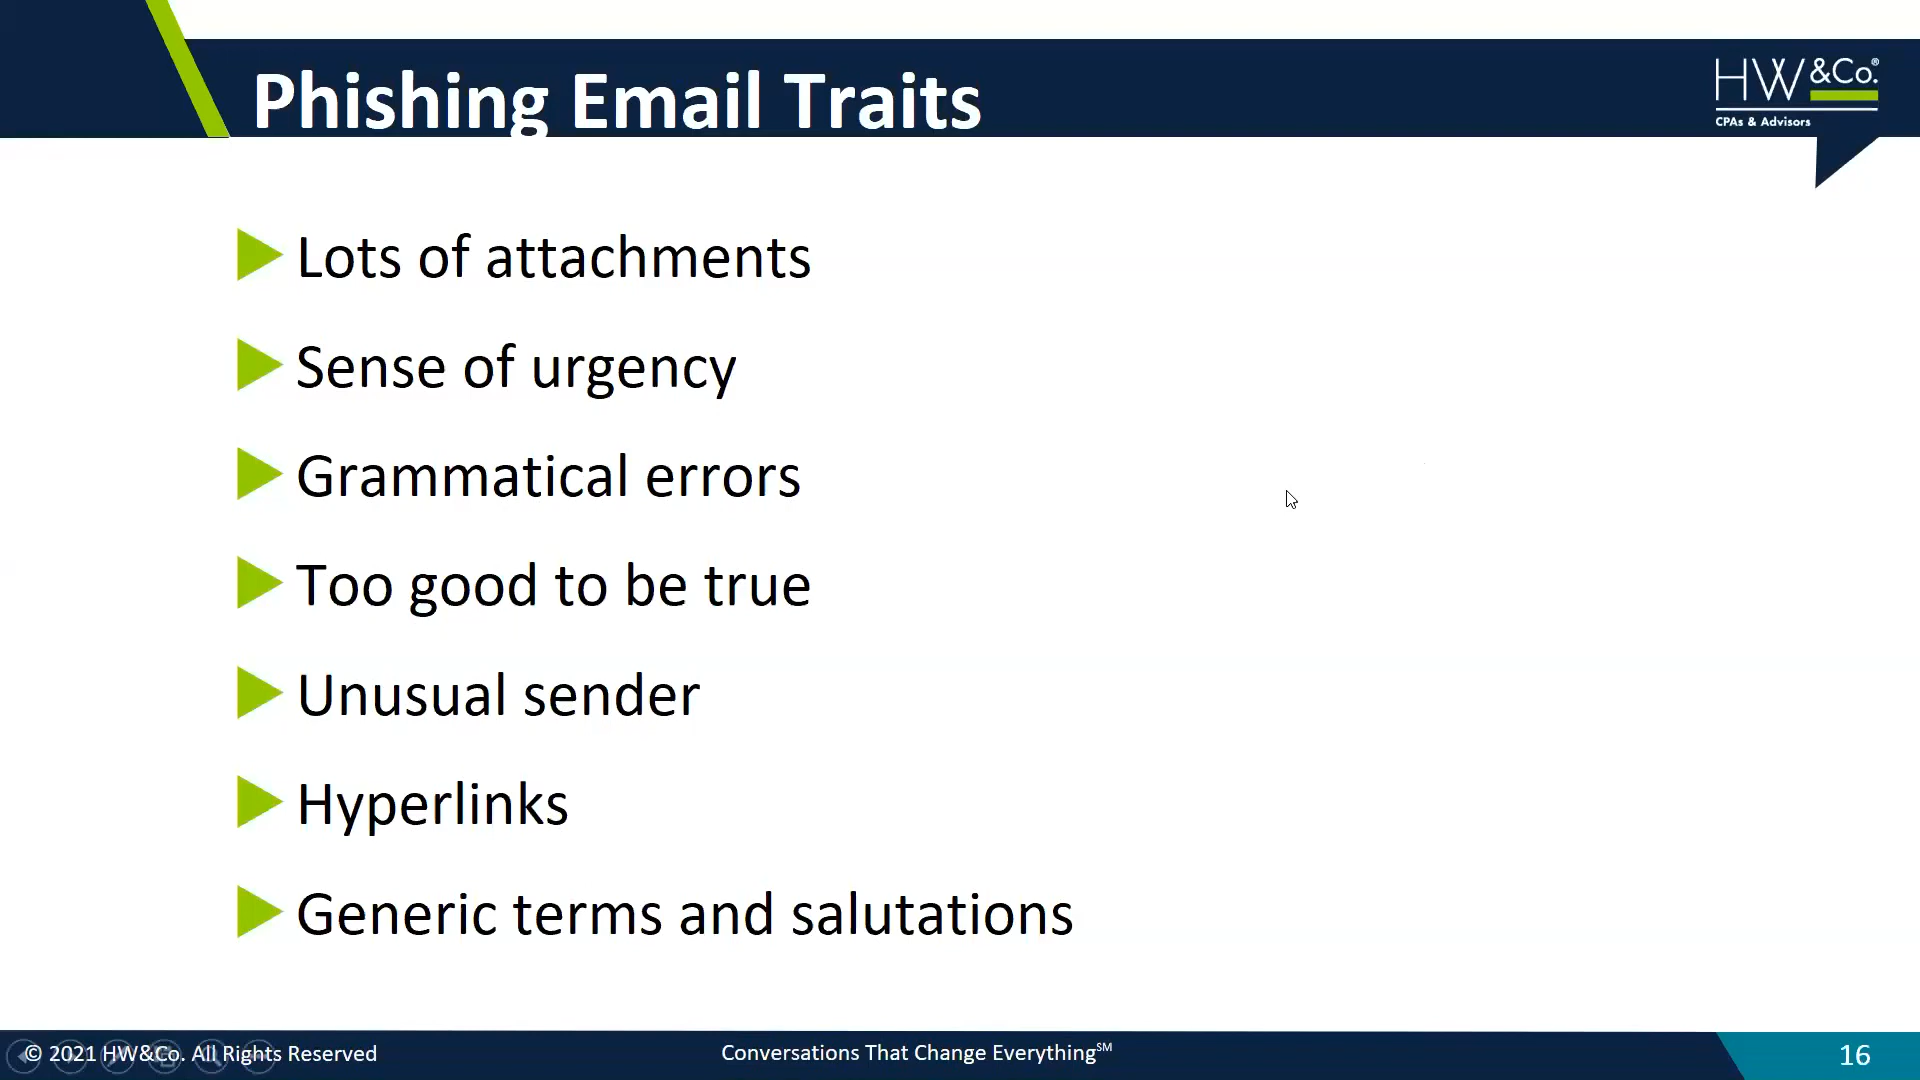 Phishing Email Traits
HW &Co.®
CPAs & Advisors
Lots of attachments
Sense of urgency
Grammatical errors
Too good to be true
Unusual sender
Hyperlinks
Generic terms and salutations
© 2021 HW&Co. All Rights Reserved
Conversations That Change Everything℠
16